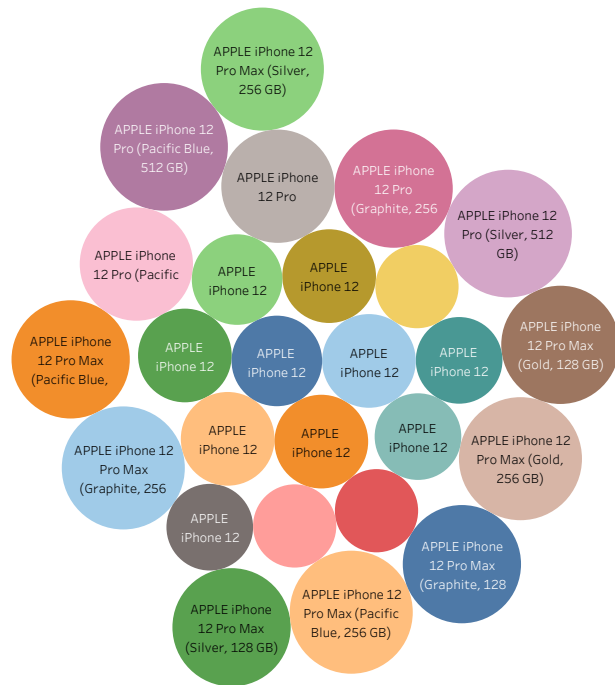 APPLE iPhone 12
Pro Max (Silver,
256 GB)
APPLE iPhone 12
Pro (Pacific Blue,
512 GB)
APPLE iPhone
12 Pro
APPLE iPhone
12 Pro
(Graphite, 256
APPLE iPhone 12
Pro (Silver, 512
GB)
APPLE iPhone
12 Pro (Pacific
APPLE
iPhone 12
APPLE
iPhone 12
APPLE iPhone
12 Pro Max
(Pacific Blue,
APPLE
iPhone 12
APPLE
iPhone 12
APPLE
iPhone 12
APPLE
iPhone 12
APPLE iPhone
12 Pro Max
(Gold, 128 GB)
APPLE iPhone 12
Pro Max
(Graphite, 256
APPLE
iPhone 12
APPLE
iPhone 12
APPLE
iPhone 12
APPLE iPhone 12
Pro Max (Gold,
256 GB)
APPLE
iPhone 12
APPLE iPhone
12 Pro Max
(Graphite, 128
APPLE iPhone
12 Pro Max
(Silver, 128 GB)
APPLE iPhone 12
Pro Max (Pacific
Blue, 256 GB)